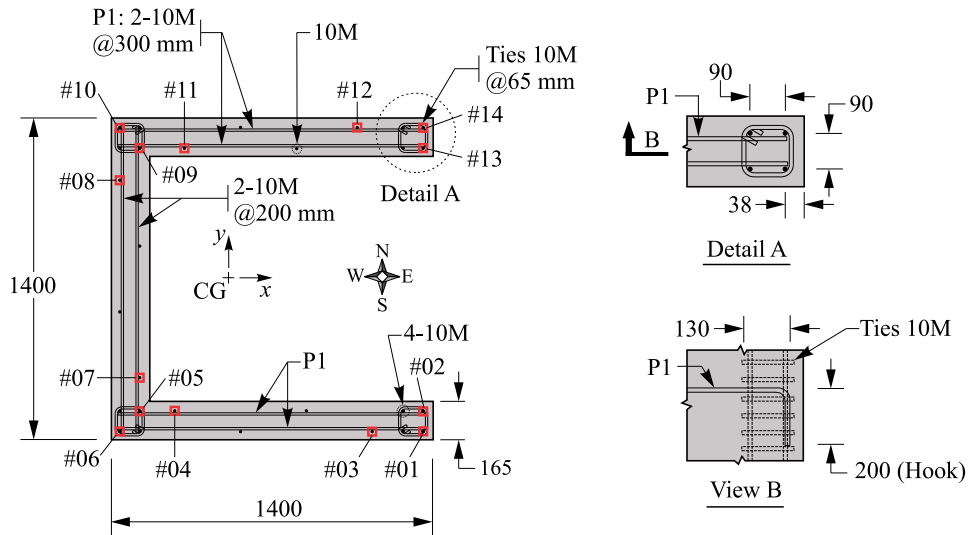 P1: 2-10M
@300 mm
10M
Ties 10M
@65 mm
#10
#11
#12
#14
#13
#09
#08
Detail A
2-10M
@200 mm
1400
y
CG
x
N
W
E
S
4-10M
#02
P1
#07
#05
#06
#04
#03
#01
165
1400
90
P1
90
B
38
Detail A
130
Ties 10M
P1
200 (Hook)
View B